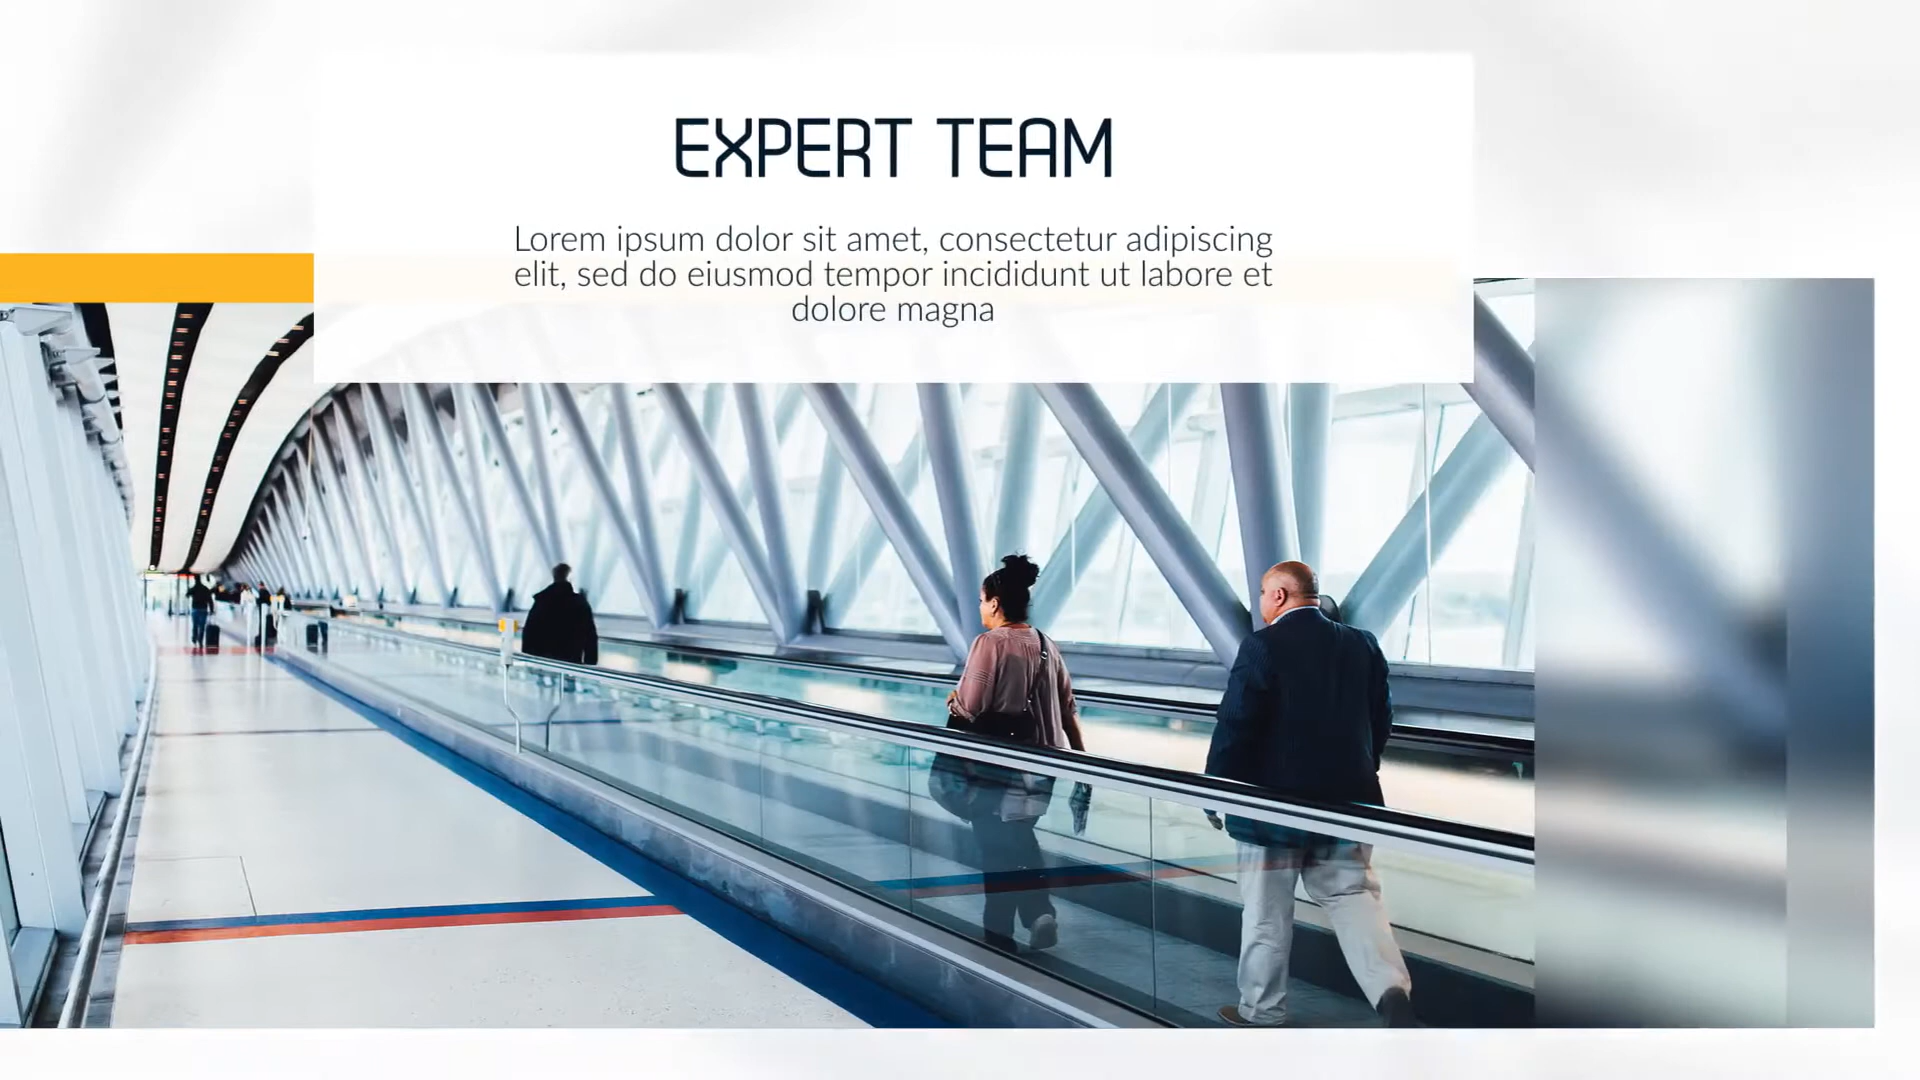 EXPERT TEAM
Lorem ipsum dolor sit amet, consectetur adipiscing
elit, sed do eiusmod tempor incididunt ut labore et
dolore magna